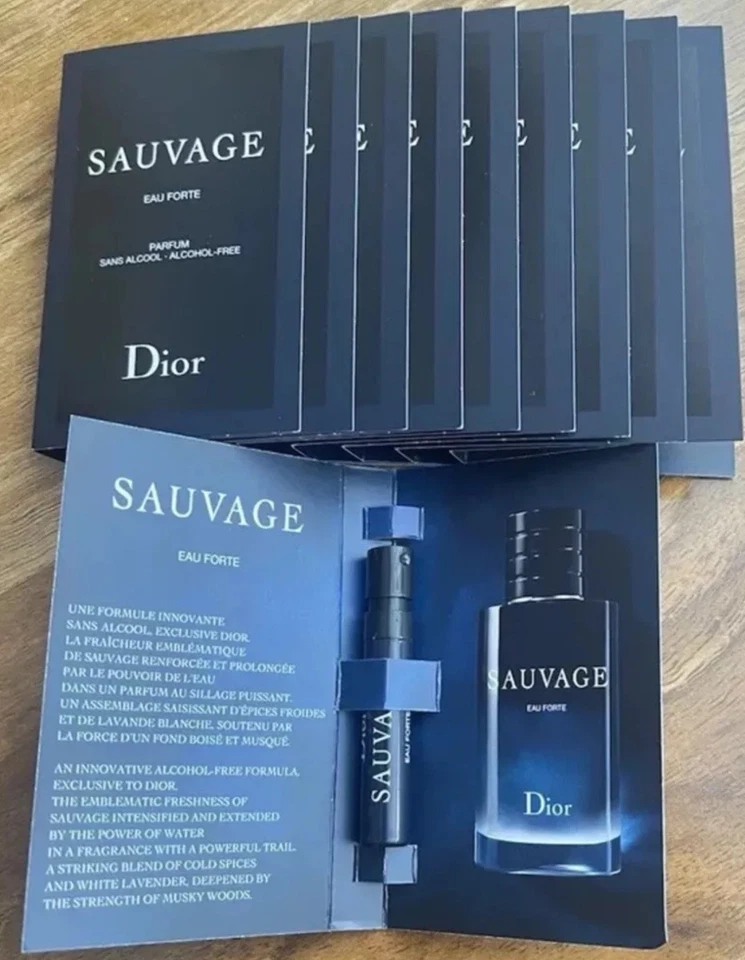 SAUVAGE
EAU FORTE
PARFUM
SANS ALCOOL · ALCOHOL-FREE
Dior
E
E
E
E
E
E
E
SAUVAGE
EAU FORTE
UNE FORMULE INNOVANTE
SANS ALCOOL, EXCLUSIVE DIOR.
LA FRAÎCHEUR EMBLÉMATIQUE
DE SAUVAGE RENFORCÉE ET PROLONGÉE
PAR LE POUVOIR DE L'EAU
DANS UN PARFUM AU SILLAGE PUISSANT.
UN ASSEMBLAGE SAISISSANT D'ÉPICES FROIDES
ET DE LAVANDE BLANCHE, SOUTENU PAR
LA FORCE D'UN FOND BOISÉ ET MUSQUÉ.
AN INNOVATIVE ALCOHOL-FREE FORMULA,
EXCLUSIVE TO DIOR.
THE EMBLEMATIC FRESHNESS OF
SAUVAGE INTENSIFIED AND EXTENDED
BY THE POWER OF WATER
IN A FRAGRANCE WITH A POWERFUL TRAIL.
A STRIKING BLEND OF COLD SPICES
AND WHITE LAVENDER, DEEPENED BY
THE STRENGTH OF MUSKY WOODS.
Dior
SAUVA
EAU FORTE
SAUVAGE
EAU FORTE
Dior